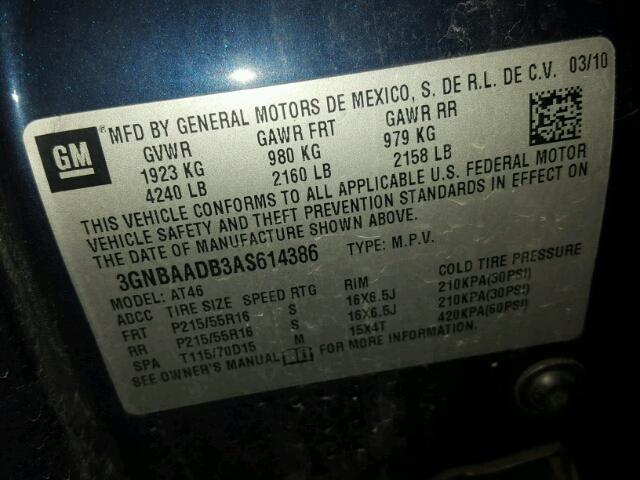 GM
MFD BY GENERAL MOTORS DE MEXICO, S. DE R.L. DE C.V. 03/10
GVWR GAWR FRT GAWR RR
1923 KG 980 KG 979 KG
4240 LB 2160 LB 2158 LB
THIS VEHICLE CONFORMS TO ALL APPLICABLE U.S. FEDERAL MOTOR
VEHICLE SAFETY AND THEFT PREVENTION STANDARDS IN EFFECT ON
THE DATE OF MANUFACTURE SHOWN ABOVE.
3GNBAADB3AS614386 TYPE: M.P.V.
MODEL: AT46
ADCC TIRE SIZE SPEED RTG RIM COLD TIRE PRESSURE
FRT P215/55R16 S 16X6.5J 210KPA(30PSI)
RR P215/55R16 S 16X6.5J 210KPA(30PSI)
SPA T115/70D15 M 15X4T 420KPA(60PSI)
SEE OWNER'S MANUAL FOR MORE INFORMATION.